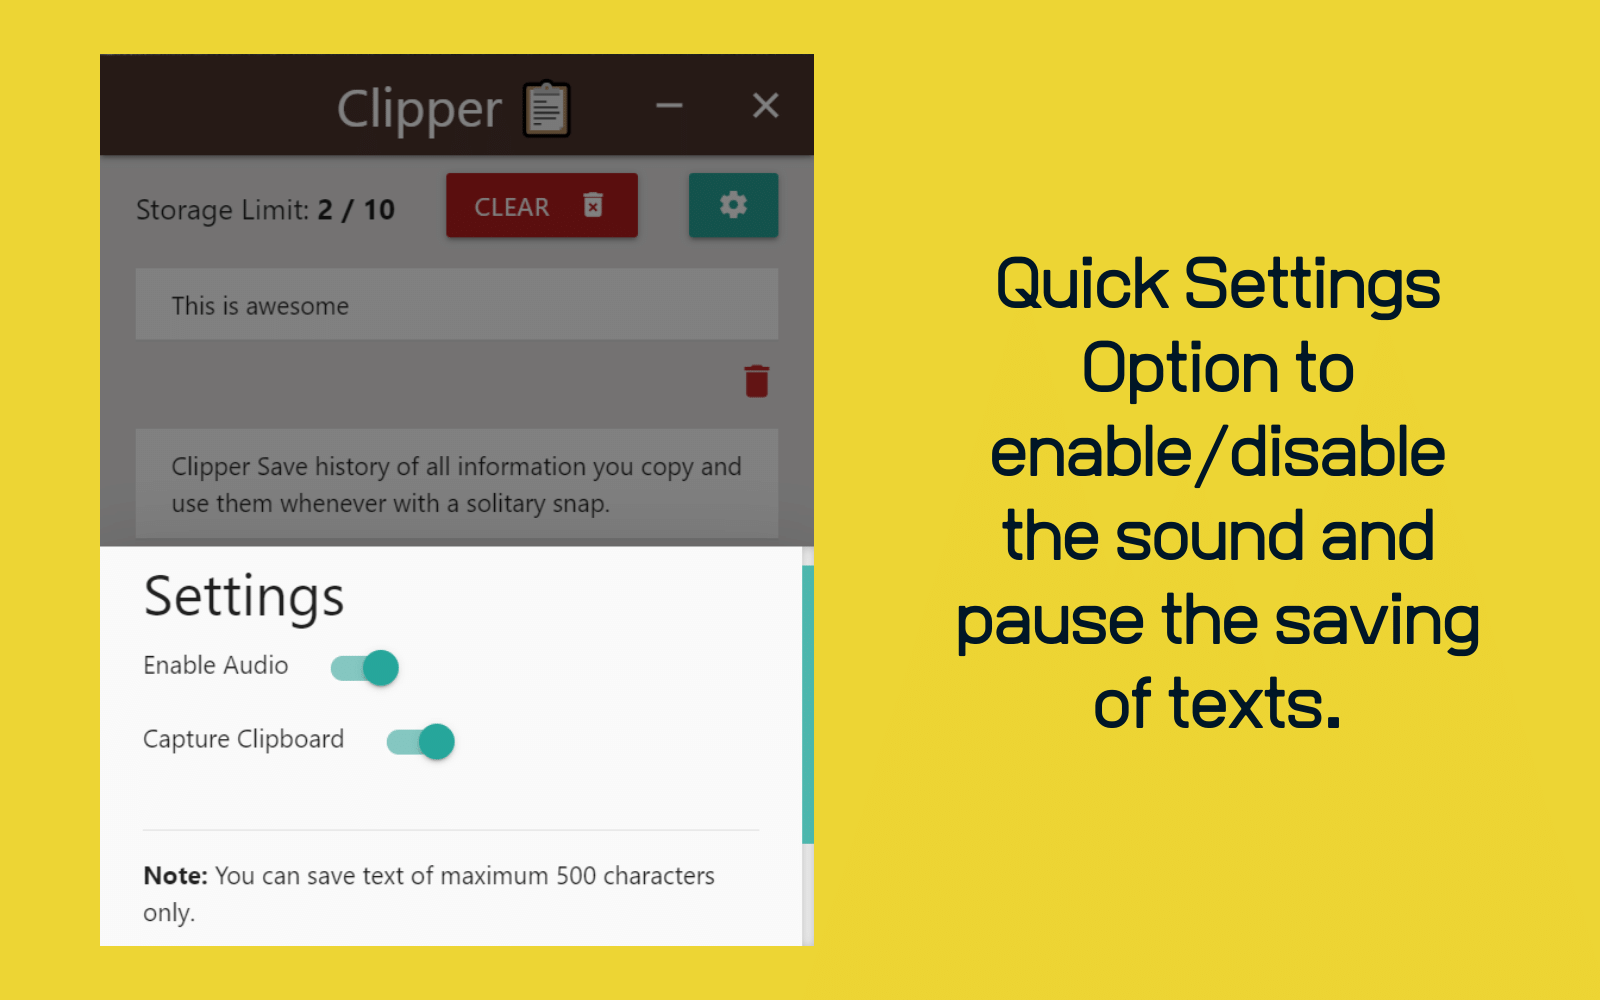 Clipper
Storage Limit: 2 / 10
CLEAR
This is awesome
Clipper Save history of all information you copy and
use them whenever with a solitary snap.
Settings
Enable Audio
Capture Clipboard
Note: You can save text of maximum 500 characters
only.
Quick Settings
Option to
enable/disable
the sound and
pause the saving
of texts.